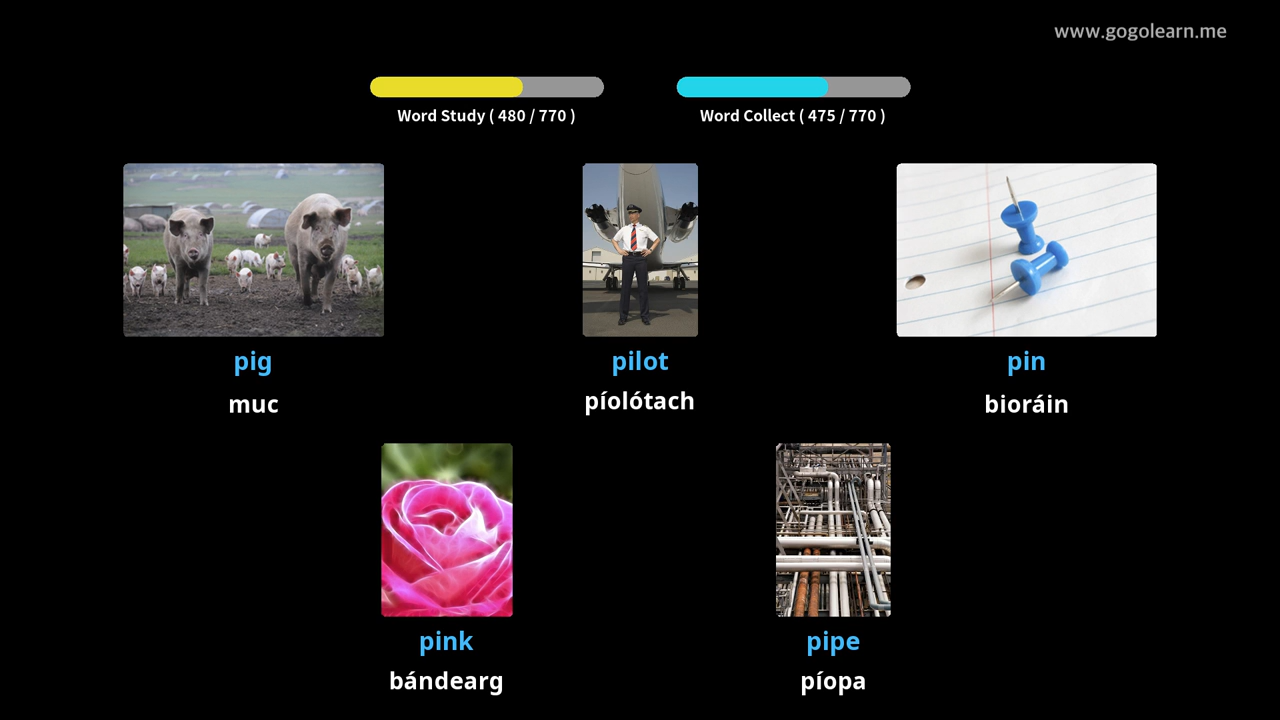 www.gogolearn.me
Word Study ( 480 / 770 )
Word Collect ( 475 / 770 )
pig
pilot
pin
muc
píolótach
bioráin
pink
pipe
bándearg
píopa